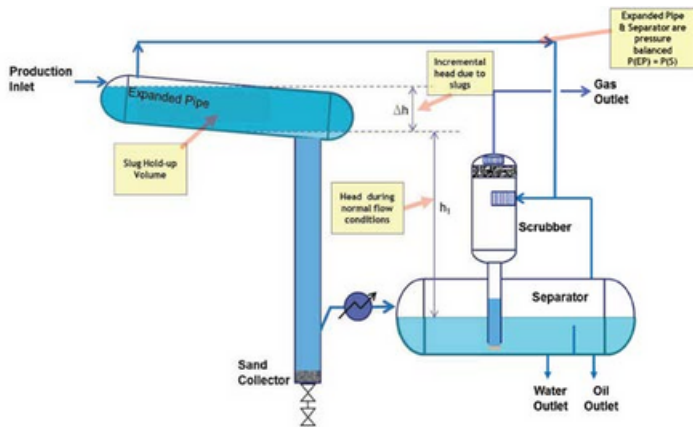 Expanded Pipe
& Separator are
pressure
balanced
P(EP) = P(S)
Production
Inlet
Expanded Pipe
Incremental
head due to
slugs
Δh
Gas
Outlet
Slug Hold-up
Volume
Head during
normal flow
conditions
h₁
Scrubber
Separator
Sand
Collector
Water
Outlet
Oil
Outlet